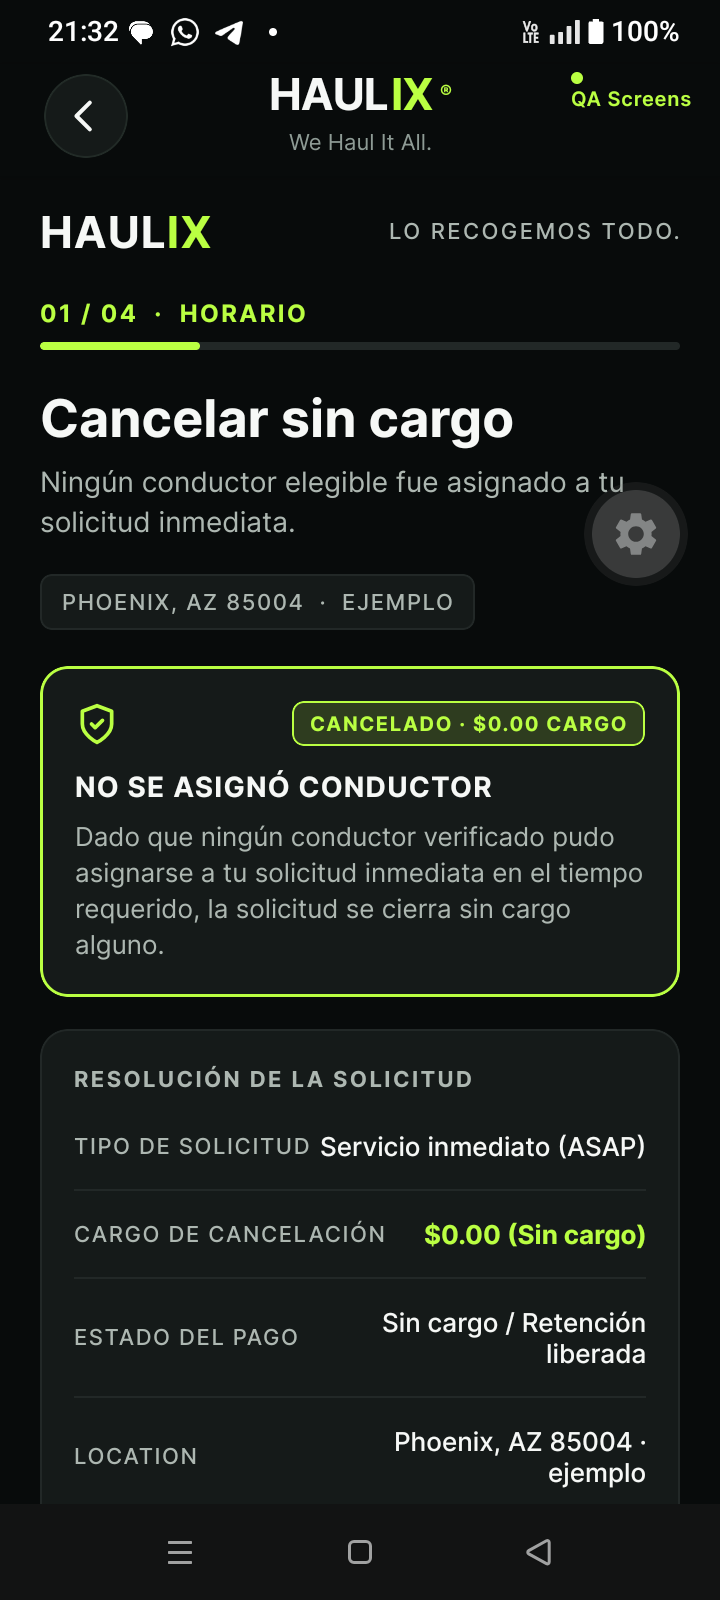 21:32
Vo LTE
100%
HAULIX®
We Haul It All.
QA Screens
HAULIX
LO RECOGEMOS TODO.
01 / 04 · HORARIO
Cancelar sin cargo
Ningún conductor elegible fue asignado a tu
solicitud inmediata.
PHOENIX, AZ 85004 · EJEMPLO
CANCELADO · $0.00 CARGO
NO SE ASIGNÓ CONDUCTOR
Dado que ningún conductor verificado pudo
asignarse a tu solicitud inmediata en el tiempo
requerido, la solicitud se cierra sin cargo
alguno.
RESOLUCIÓN DE LA SOLICITUD
TIPO DE SOLICITUD Servicio inmediato (ASAP)
CARGO DE CANCELACIÓN $0.00 (Sin cargo)
ESTADO DEL PAGO Sin cargo / Retención
liberada
LOCATION Phoenix, AZ 85004 ·
ejemplo